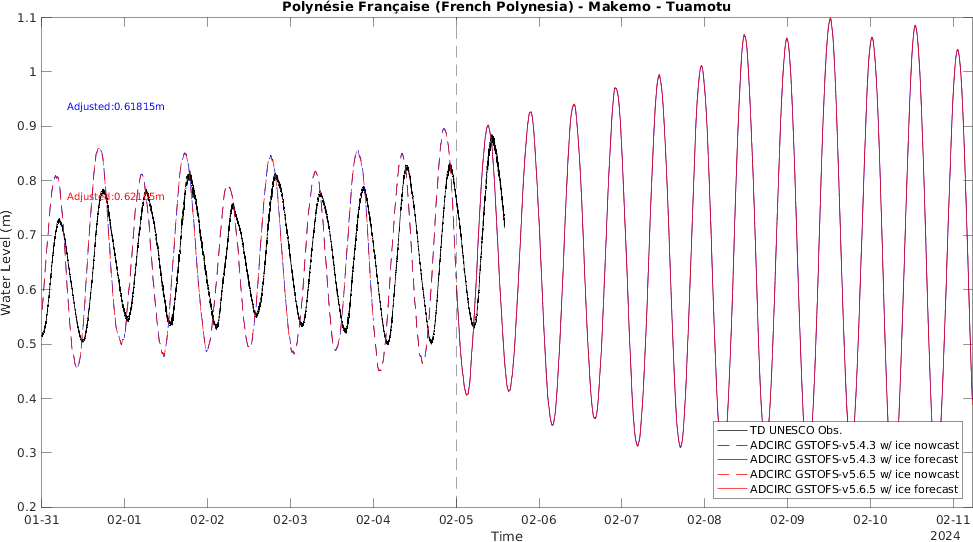 Polynésie Française (French Polynesia) - Makemo - Tuamotu
1.1
1
0.9
0.8
0.7
0.6
0.5
0.4
0.3
0.2
Water Level (m)
Adjusted:0.61815m
TD UNESCO Obs.
ADCIRC GSTOFS-v5.4.3 w/ ice nowcast
ADCIRC GSTOFS-v5.4.3 w/ ice forecast
ADCIRC GSTOFS-v5.6.5 w/ ice nowcast
ADCIRC GSTOFS-v5.6.5 w/ ice forecast
01-31 02-01 02-02 02-03 02-04 02-05 02-06 02-07 02-08 02-09 02-10 02-11
Time
2024